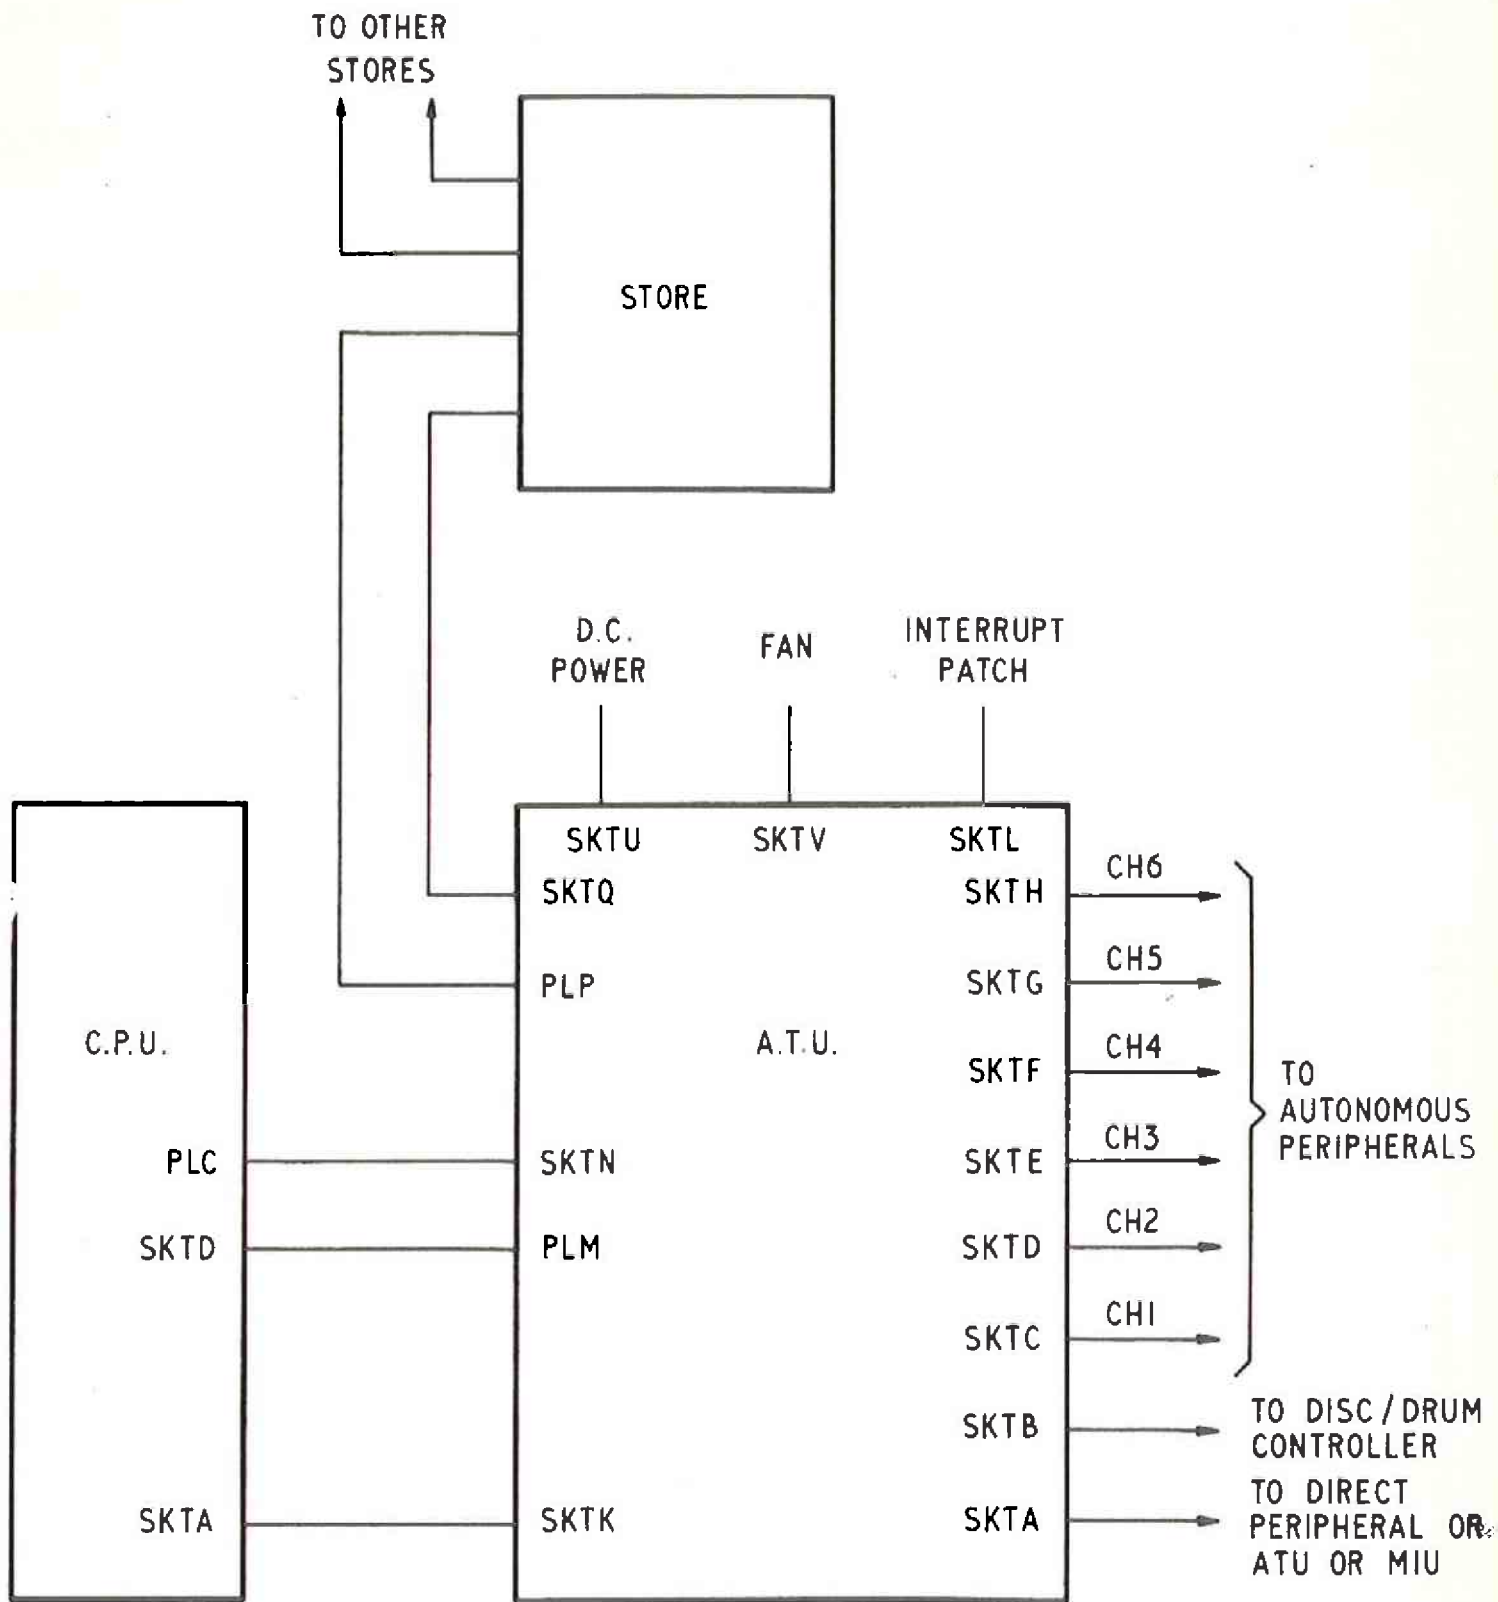 TO OTHER
STORES
STORE
D.C.
POWER
FAN
INTERRUPT
PATCH
SKTU
SKTV
SKTL
SKTQ
PLP
A.T.U.
SKTN
PLM
SKTK
SKTH
SKTG
SKTF
SKTE
SKTD
SKTC
SKTB
SKTA
CH6
CH5
CH4
CH3
CH2
CH1
TO
AUTONOMOUS
PERIPHERALS
TO DISC/DRUM
CONTROLLER
TO DIRECT
PERIPHERAL OR
ATU OR MIU
C.P.U.
PLC
SKTD
SKTA